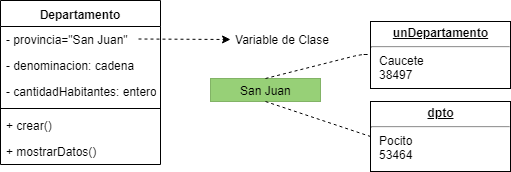 Departamento
- provincia="San Juan"
- denominacion: cadena
- cantidadHabitantes: entero
+ crear()
+ mostrarDatos()
Variable de Clase
San Juan
unDepartamento
Caucete
38497
dpto
Pocito
53464